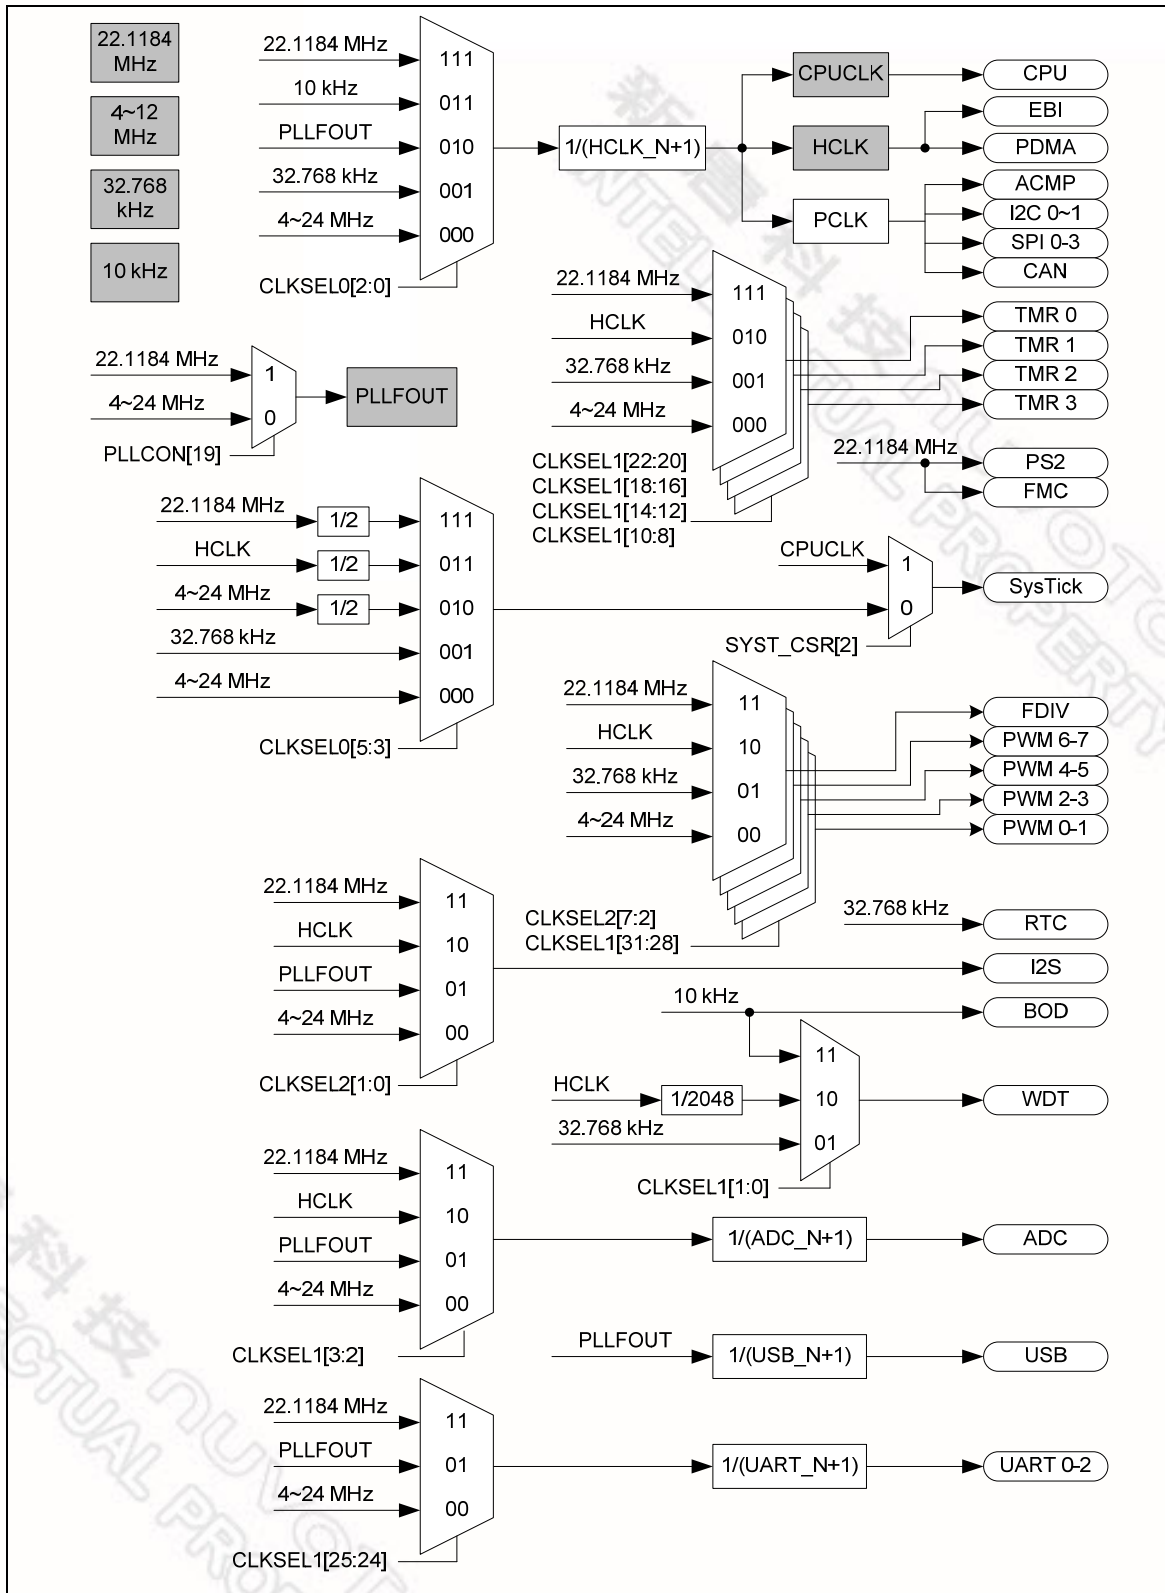 22.1184
MHz
4~12
MHz
32.768
kHz
10 kHz
22.1184 MHz
10 kHz
PLLFOUT
32.768 kHz
4~24 MHz
111
011
010
001
000
CLKSEL0[2:0]
1/(HCLK_N+1)
CPUCLK
HCLK
PCLK
CPU
EBI
PDMA
ACMP
I2C 0~1
SPI 0-3
CAN
22.1184 MHz
4~24 MHz
1
0
PLLCON[19]
PLLFOUT
22.1184 MHz
HCLK
32.768 kHz
4~24 MHz
111
010
001
000
CLKSEL1[22:20]
CLKSEL1[18:16]
CLKSEL1[14:12]
CLKSEL1[10:8]
TMR 0
TMR 1
TMR 2
TMR 3
22.1184 MHz
PS2
FMC
22.1184 MHz
HCLK
4~24 MHz
32.768 kHz
4~24 MHz
1/2
1/2
1/2
111
011
010
001
000
CLKSEL0[5:3]
CPUCLK
1
0
SYST_CSR[2]
SysTick
22.1184 MHz
HCLK
32.768 kHz
4~24 MHz
11
10
01
00
CLKSEL2[7:2]
CLKSEL1[31:28]
FDIV
PWM 6-7
PWM 4-5
PWM 2-3
PWM 0-1
22.1184 MHz
HCLK
PLLFOUT
4~24 MHz
11
10
01
00
CLKSEL2[1:0]
32.768 kHz
RTC
I2S
10 kHz
BOD
HCLK
1/2048
32.768 kHz
11
10
01
CLKSEL1[1:0]
WDT
22.1184 MHz
HCLK
PLLFOUT
4~24 MHz
11
10
01
00
CLKSEL1[3:2]
1/(ADC_N+1)
ADC
PLLFOUT
1/(USB_N+1)
USB
22.1184 MHz
PLLFOUT
4~24 MHz
11
01
00
CLKSEL1[25:24]
1/(UART_N+1)
UART 0-2